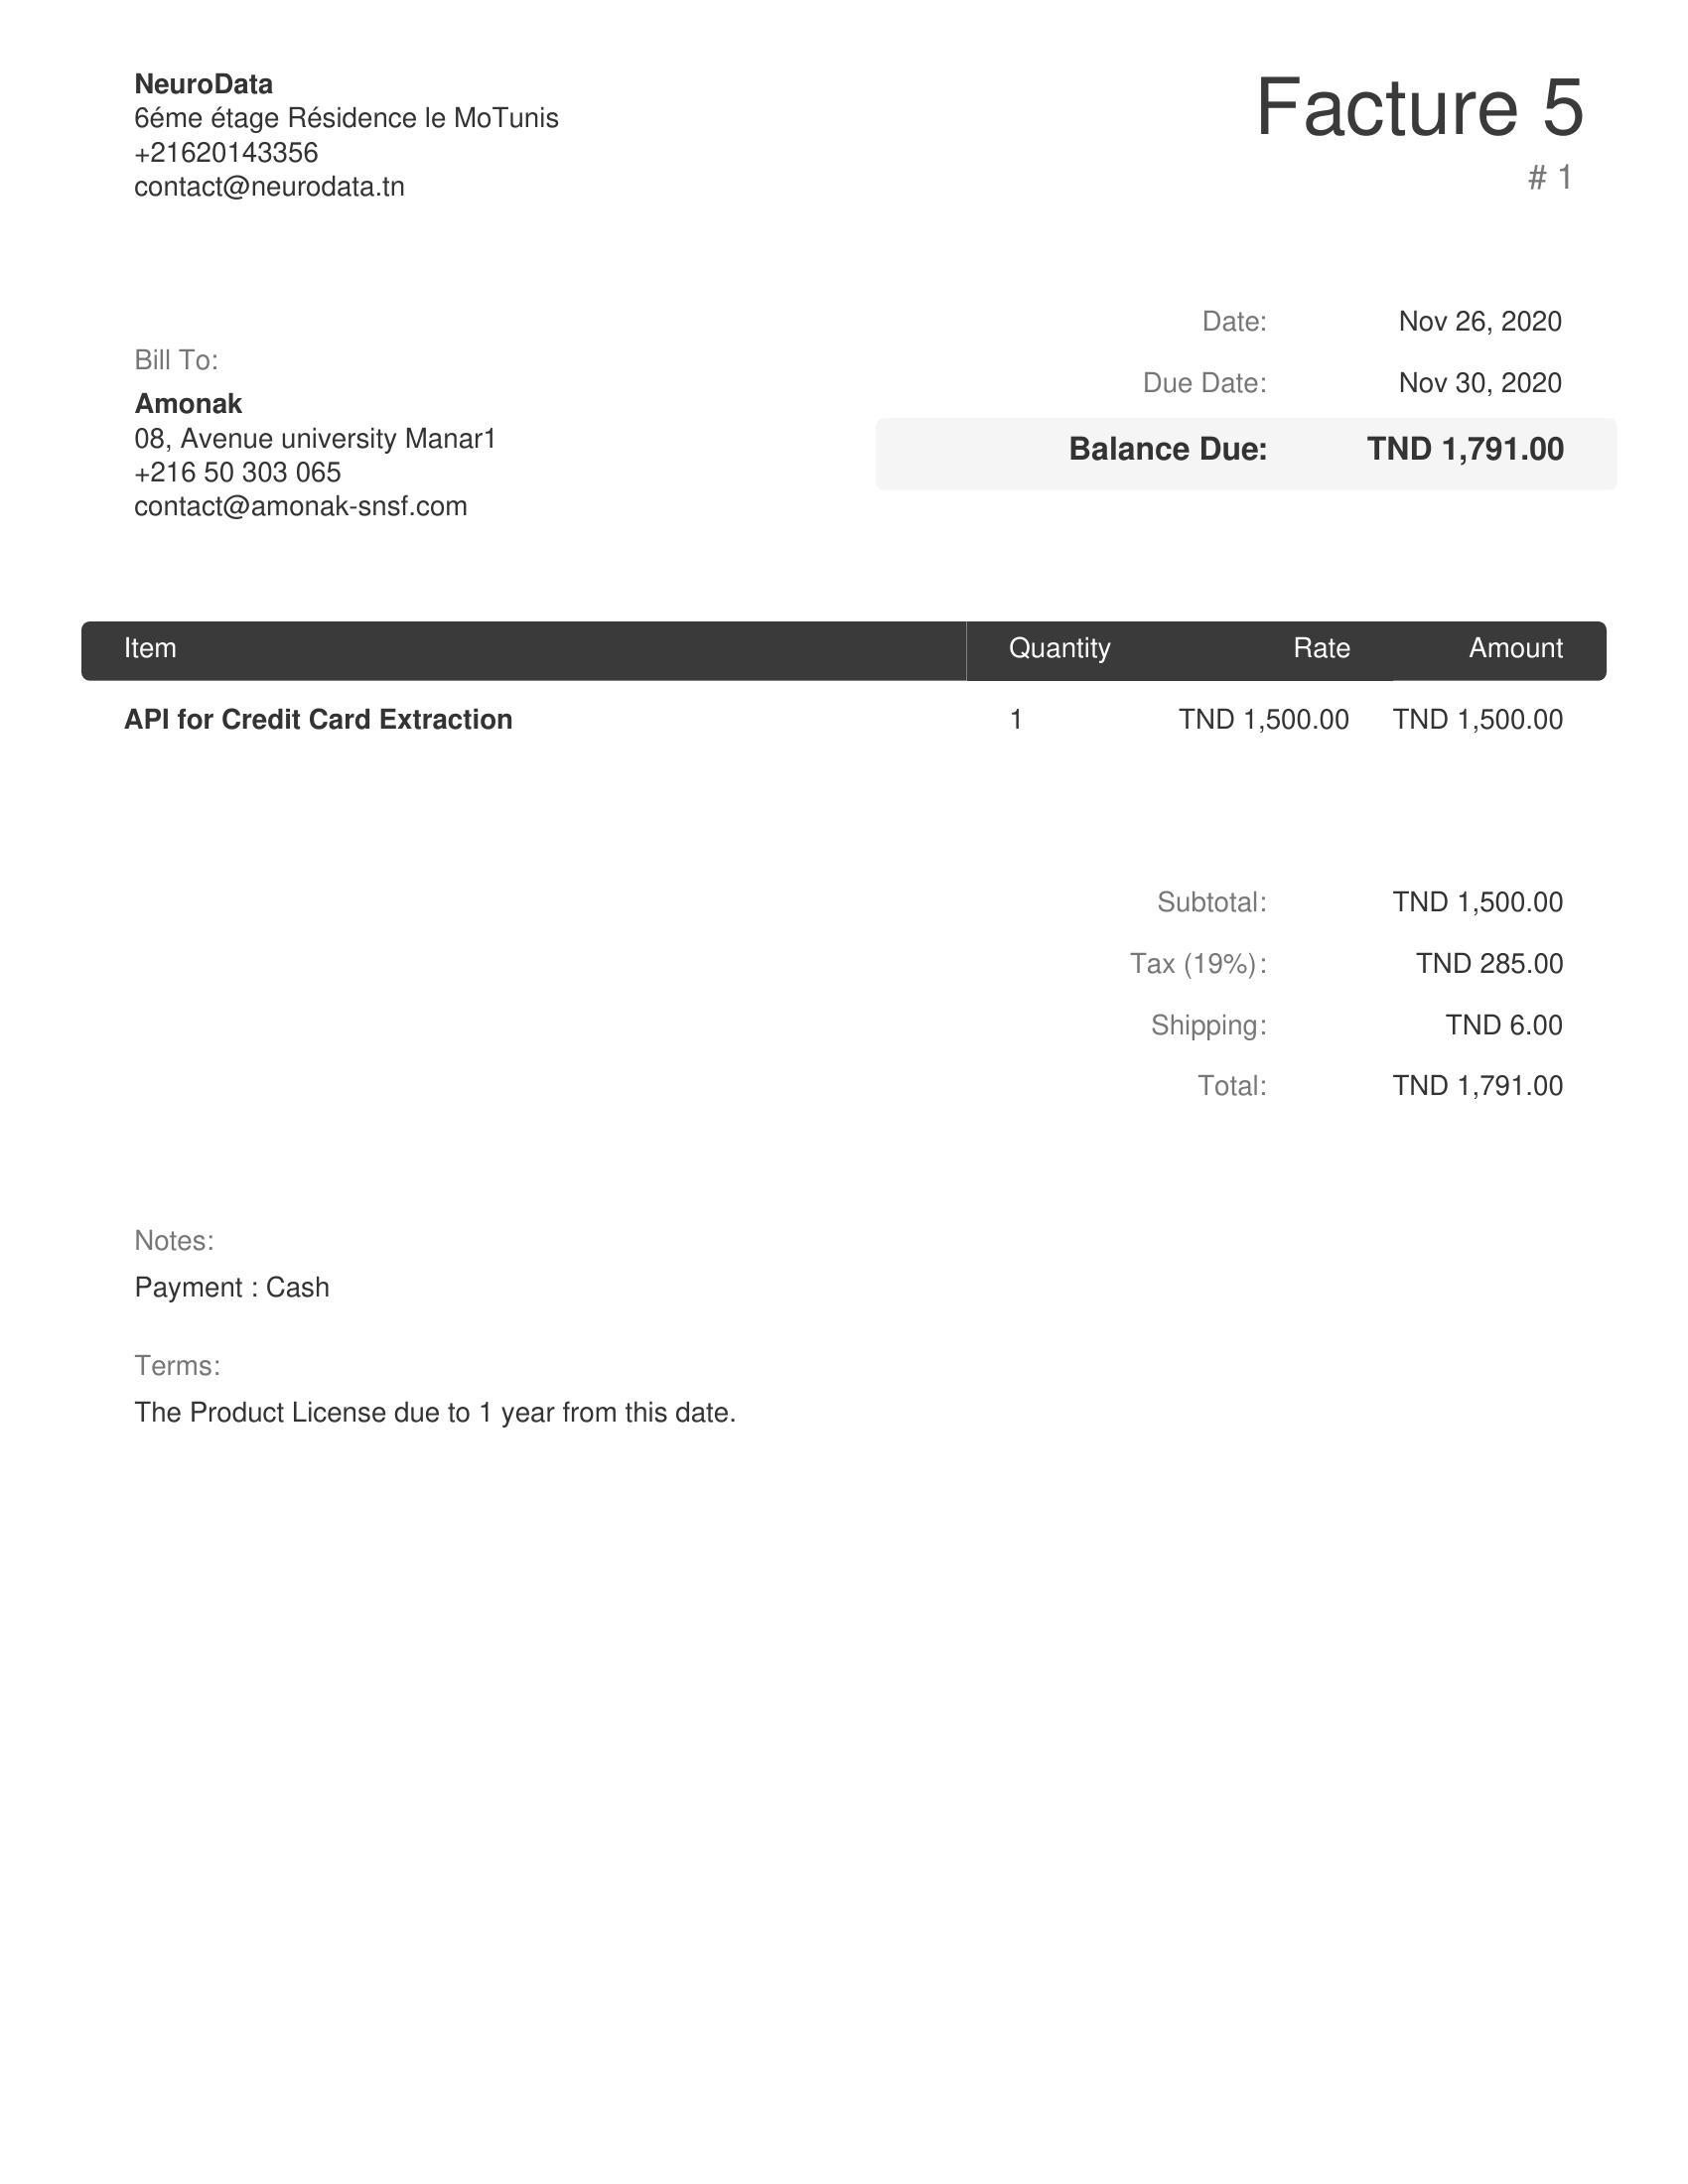 NeuroData
6éme étage Résidence le MoTunis
+21620143356
contact@neurodata.tn
Facture 5
# 1
Date: Nov 26, 2020
Due Date: Nov 30, 2020
Balance Due: TND 1,791.00
Bill To:
Amonak
08, Avenue university Manar1
+216 50 303 065
contact@amonak-snsf.com
Item Quantity Rate Amount
API for Credit Card Extraction 1 TND 1,500.00 TND 1,500.00
Subtotal: TND 1,500.00
Tax (19%): TND 285.00
Shipping: TND 6.00
Total: TND 1,791.00
Notes:
Payment : Cash
Terms:
The Product License due to 1 year from this date.